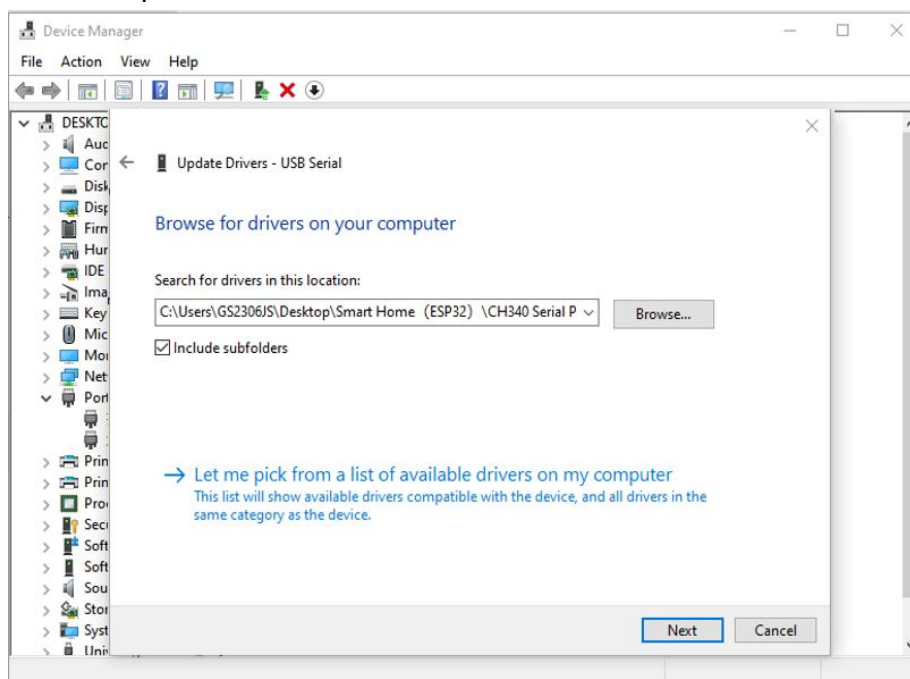 Device Manager
File Action View Help
DESKTC
Auc
Cor
Disk
Disp
Firn
Hur
IDE
Ima
Key
Mic
Mor
Net
Port
Prin
Prin
Pro
Secu
Soft
Soft
Sou
Stor
Syst
Univ
Update Drivers - USB Serial
Browse for drivers on your computer
Search for drivers in this location:
C:\Users\GS2306JS\Desktop\Smart Home（ESP32）\CH340 Serial P
Browse...
Include subfolders
Let me pick from a list of available drivers on my computer
This list will show available drivers compatible with the device, and all drivers in the
same category as the device.
Next Cancel